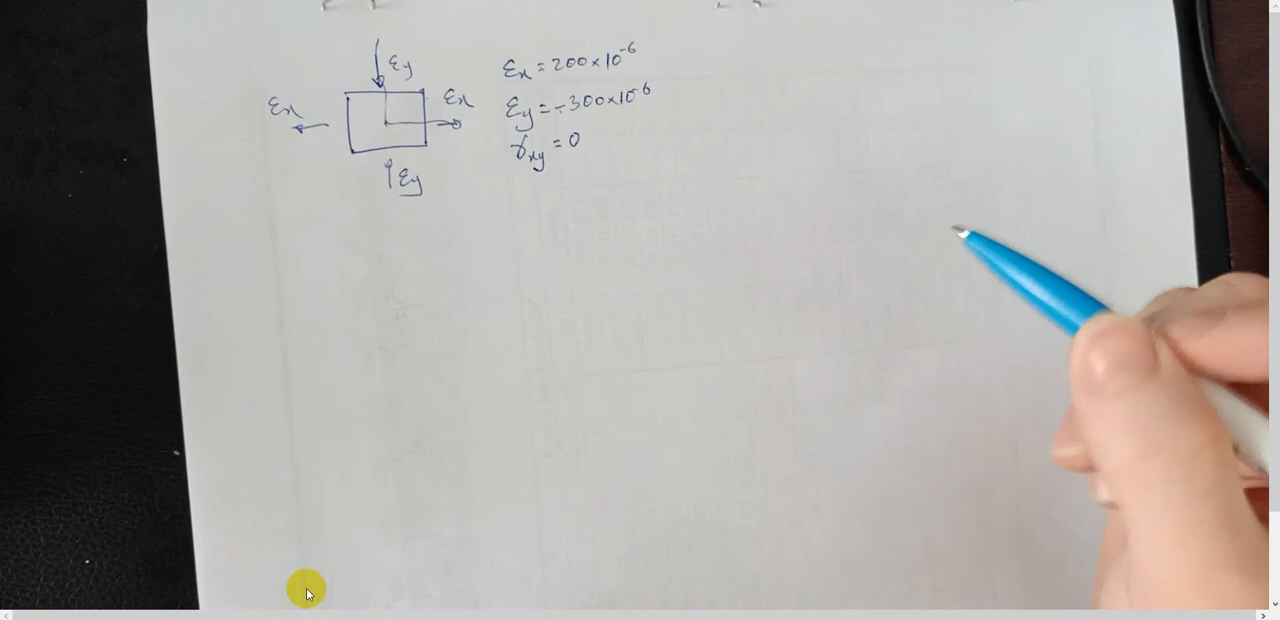 εy
εx
εx
εy
εx = 200×10⁻⁶
εy = -300×10⁻⁶
γxy = 0